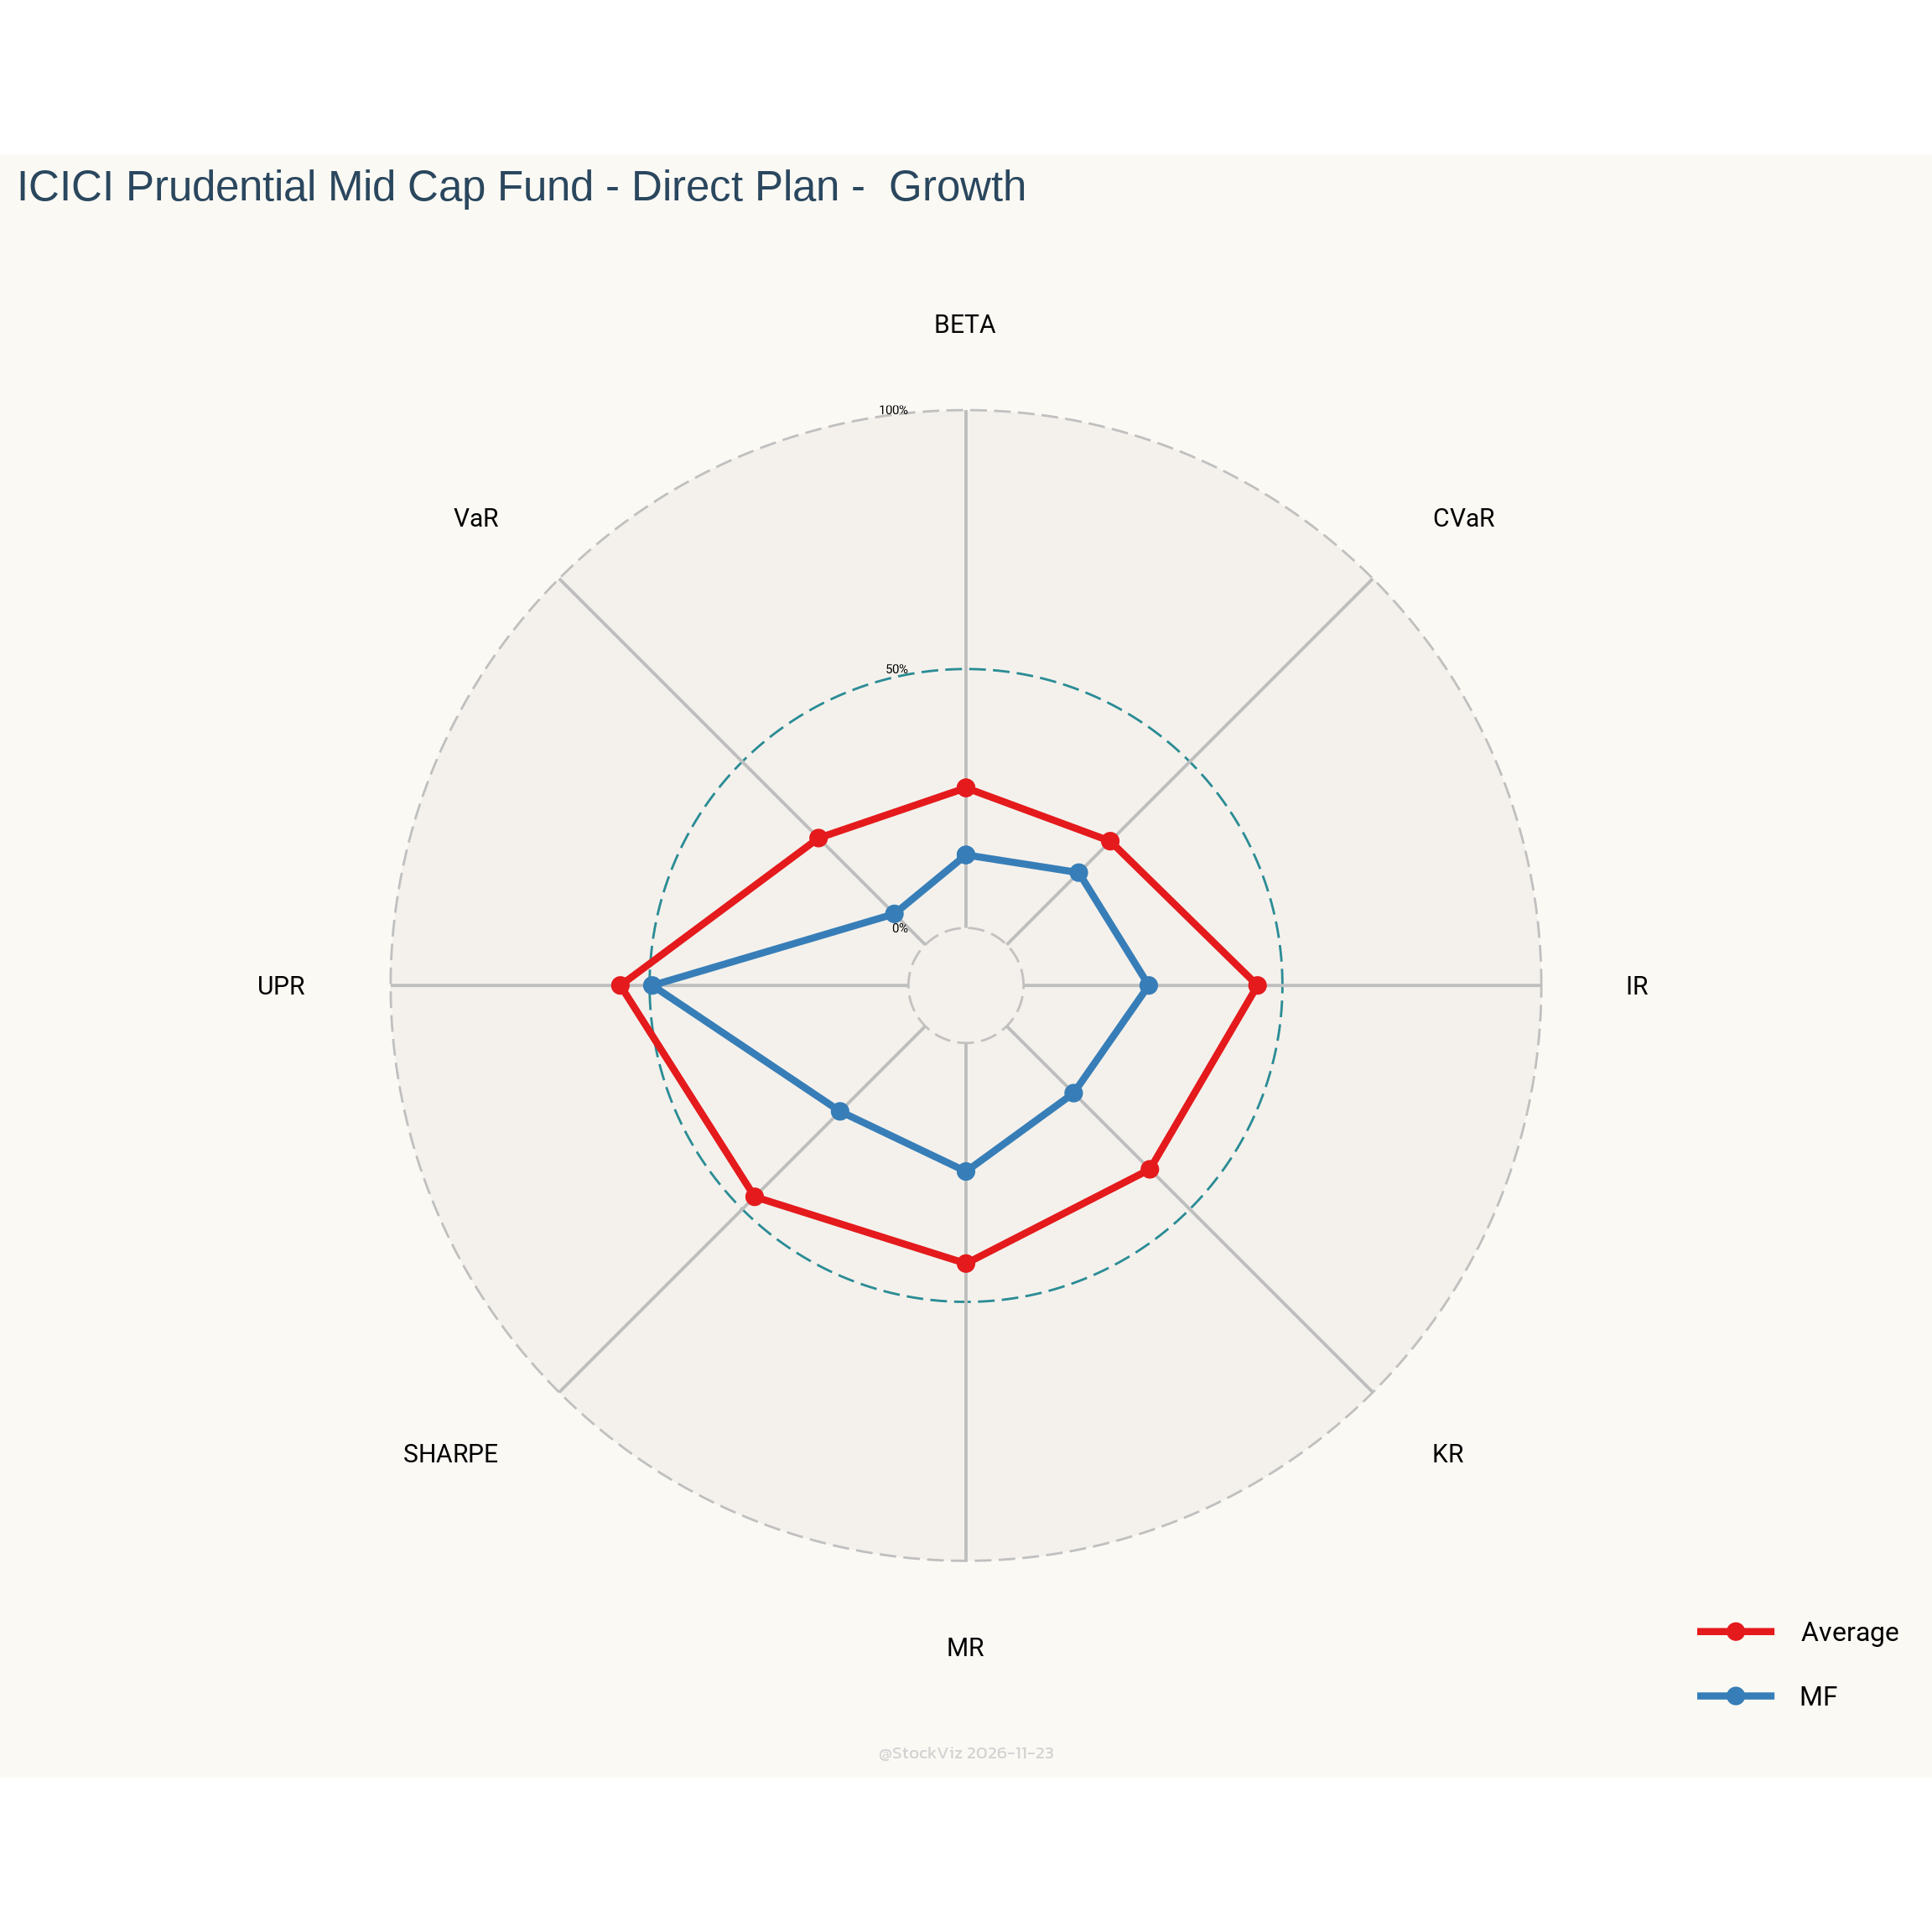 ICICI Prudential Mid Cap Fund - Direct Plan -  Growth
BETA
100%
VaR
CVaR
50%
0%
UPR
IR
SHARPE
KR
MR
Average
MF
@StockViz 2026-11-23